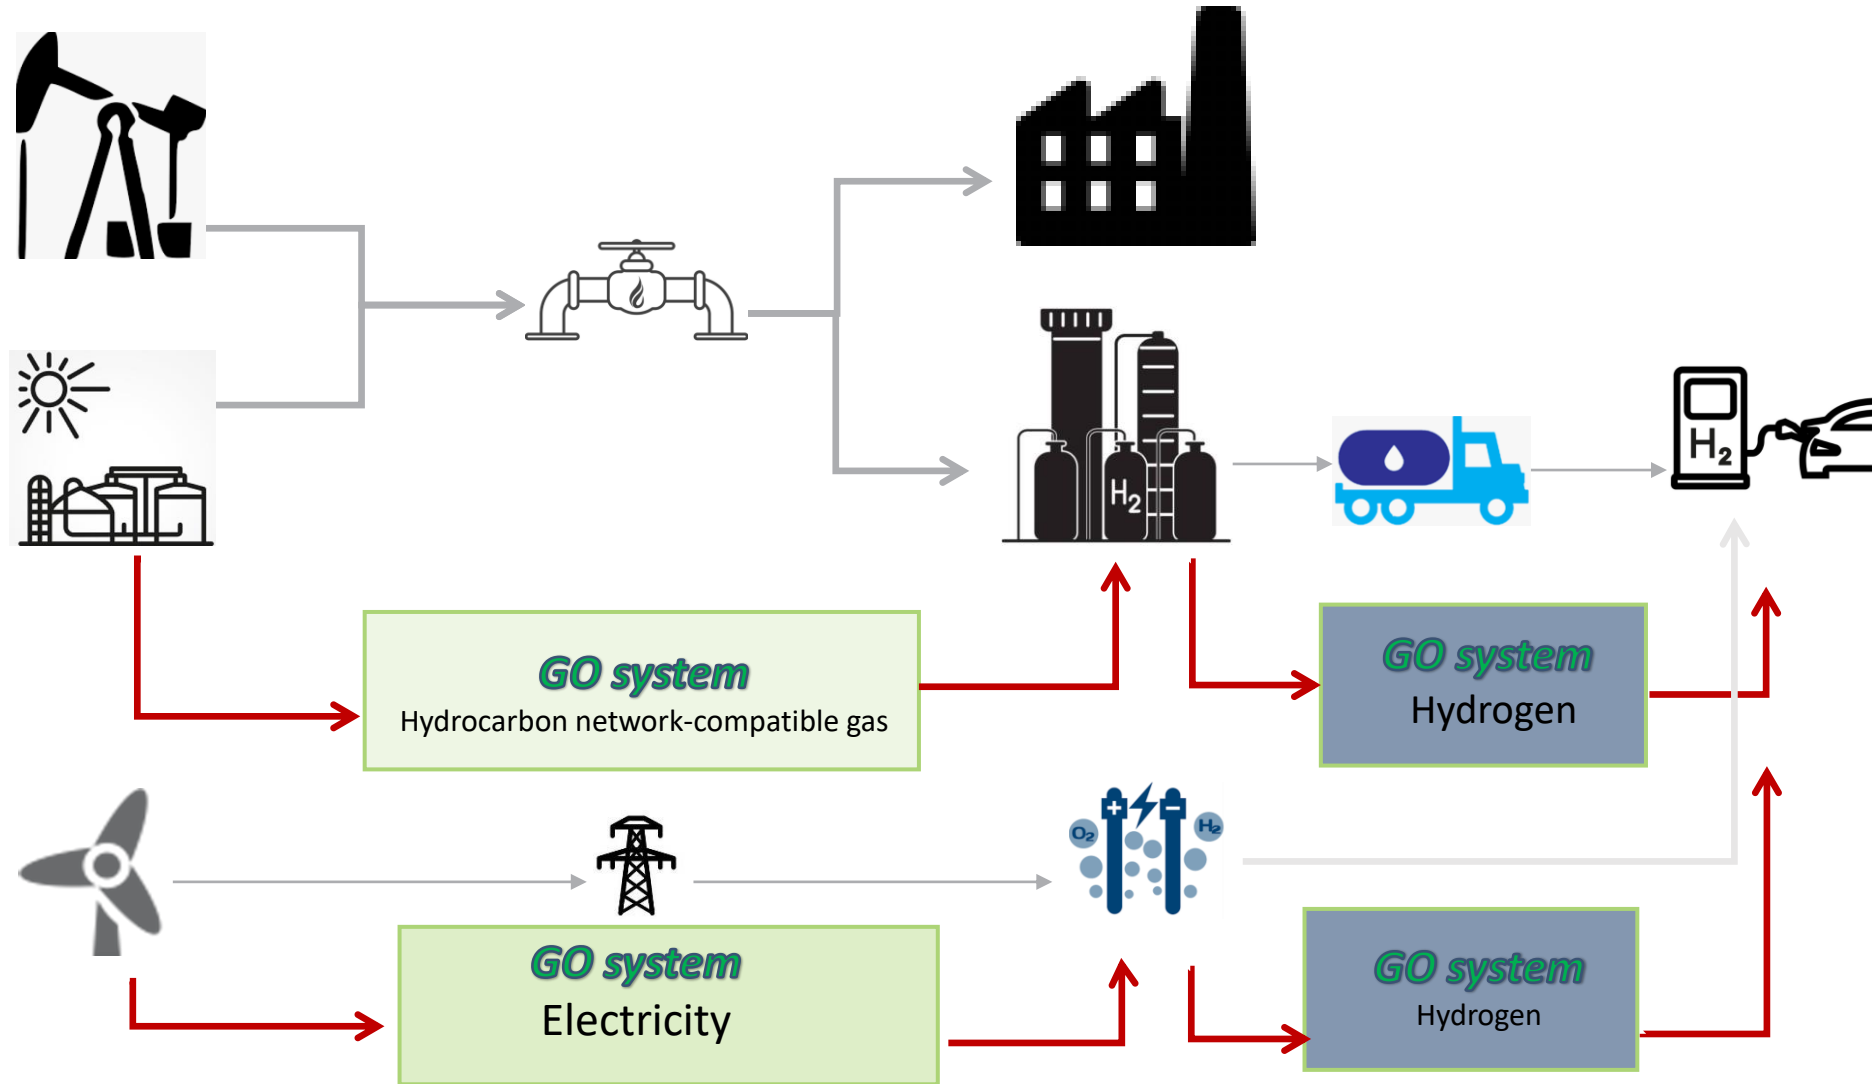 H2
H2
GO system
Hydrocarbon network-compatible gas
GO system
Hydrogen
+
−
O2
H2
GO system
Electricity
GO system
Hydrogen